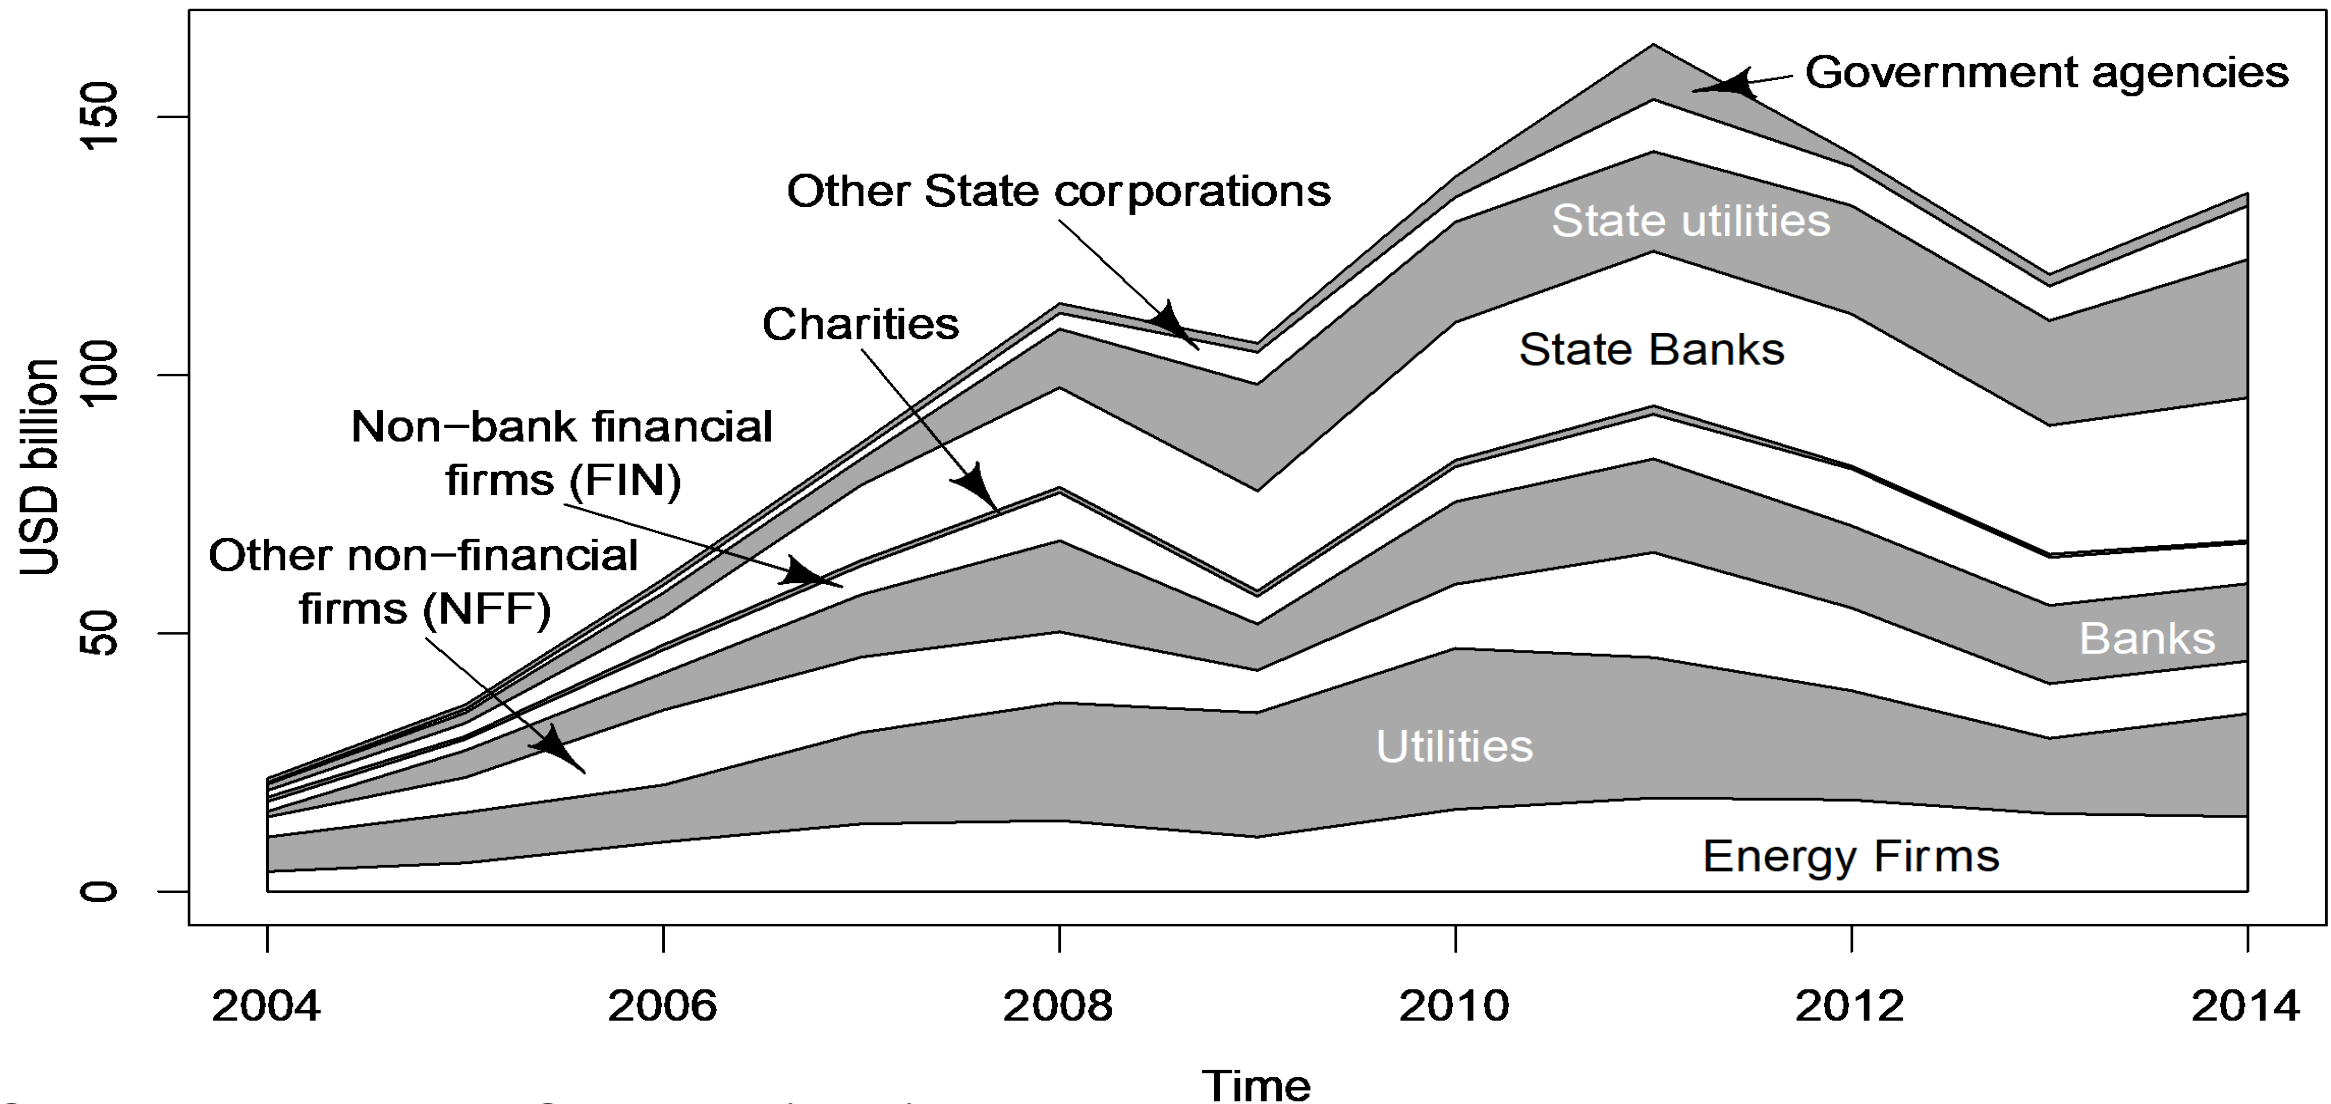 Government agencies
Other State corporations
State utilities
Charities
State Banks
Non−bank financial
firms (FIN)
Other non−financial
firms (NFF)
Banks
Utilities
Energy Firms
USD billion
150
100
50
0
2004 2006 2008 2010 2012 2014
Time